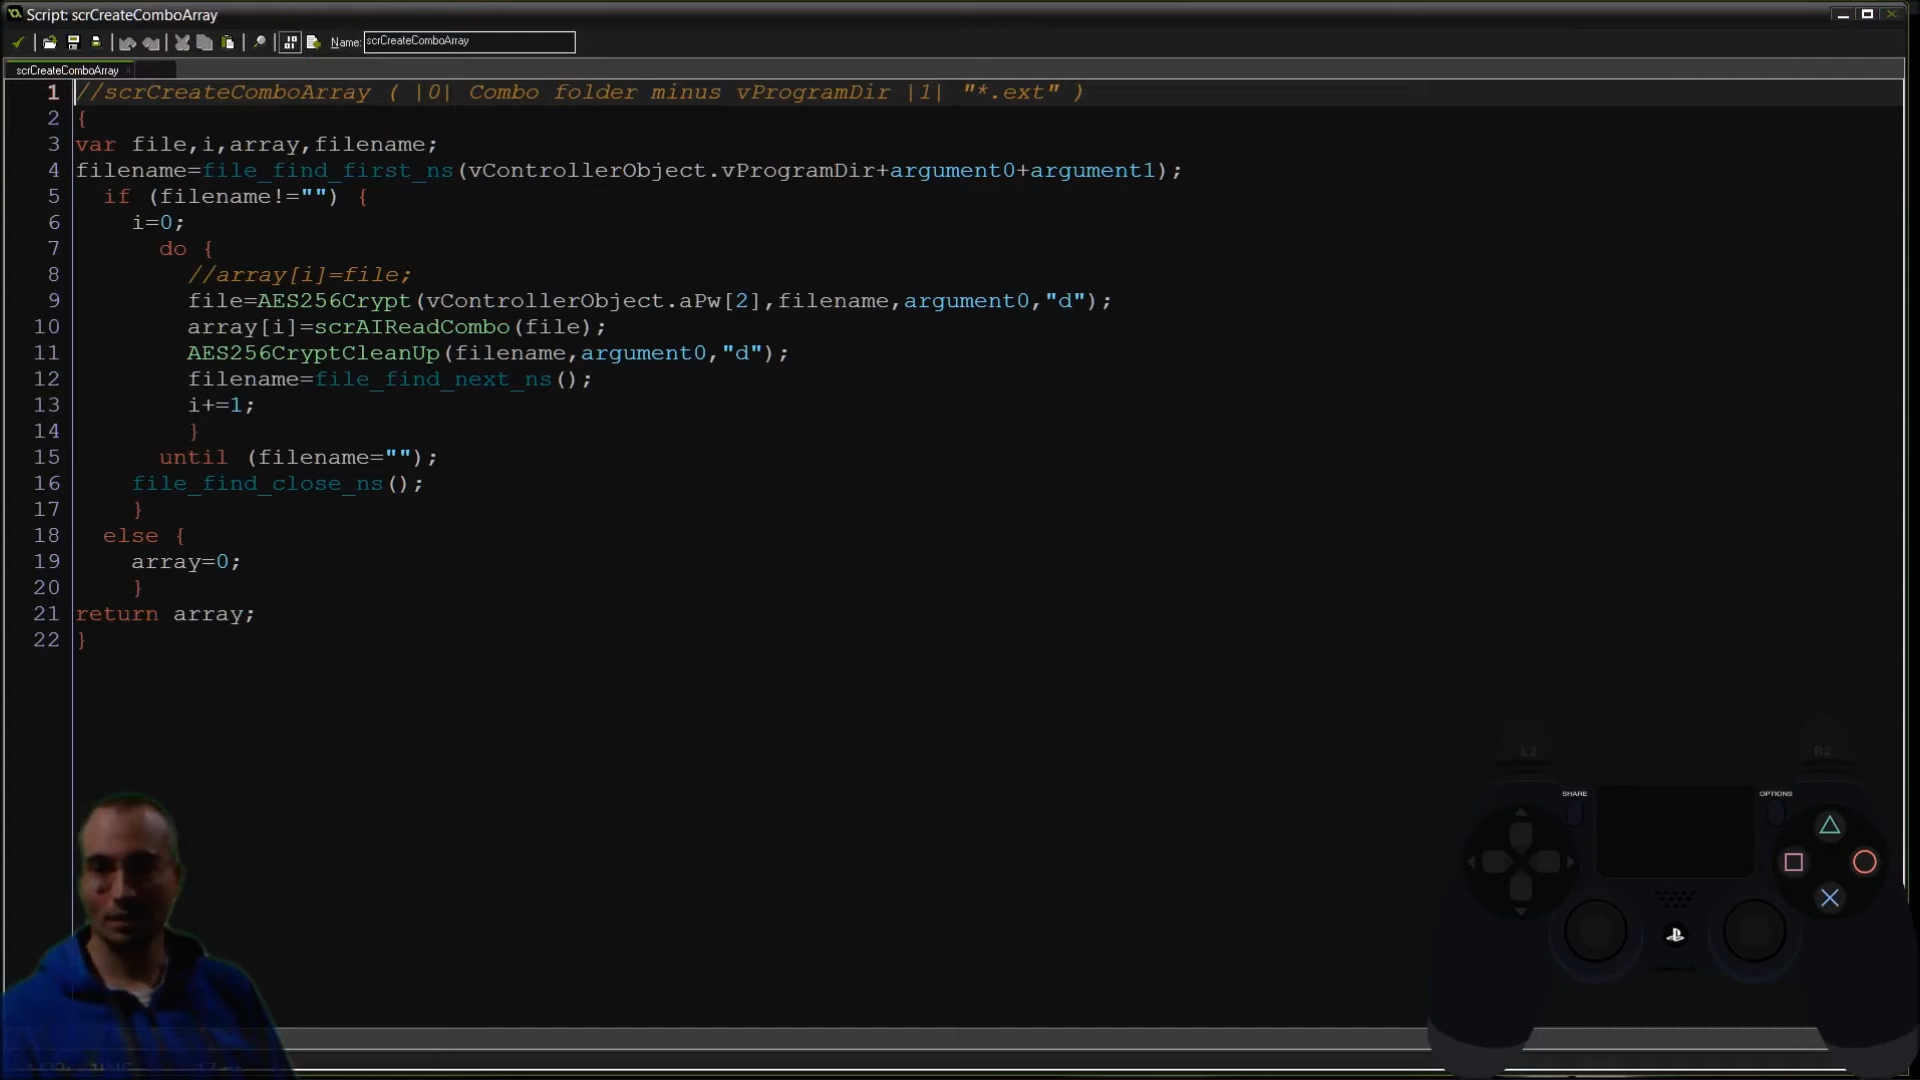 Script: scrCreateComboArray
Name: scrCreateComboArray
scrCreateComboArray
1 //scrCreateComboArray ( |0| Combo folder minus vProgramDir |1| "*.ext" )
2 {
3 var file,i,array,filename;
4 filename=file_find_first_ns(vControllerObject.vProgramDir+argument0+argument1);
5 if (filename!="") {
6 i=0;
7 do {
8 //array[i]=file;
9 file=AES256Crypt(vControllerObject.aPw[2],filename,argument0,"d");
10 array[i]=scrAIReadCombo(file);
11 AES256CryptCleanUp(filename,argument0,"d");
12 filename=file_find_next_ns();
13 i+=1;
14 }
15 until (filename="");
16 file_find_close_ns();
17 }
18 else {
19 array=0;
20 }
21 return array;
22 }
L2 R2
SHARE OPTIONS